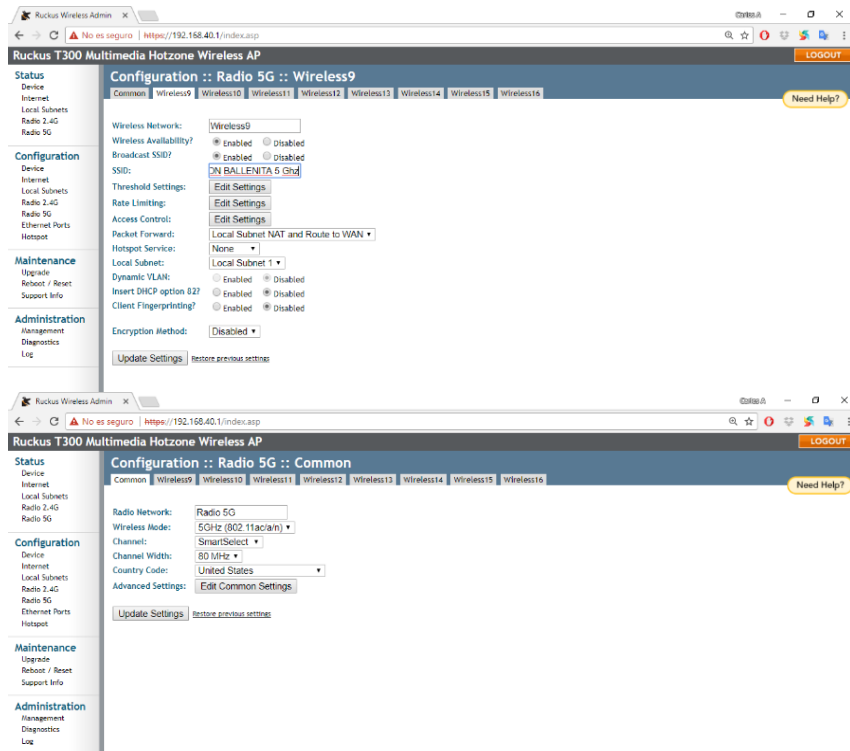 Ruckus Wireless Admin
No es seguro | https://192.168.40.1/index.asp
Ruckus T300 Multimedia Hotzone Wireless AP
LOGOUT
Status
Device
Internet
Local Subnets
Radio 2.4G
Radio 5G
Configuration
Device
Internet
Local Subnets
Radio 2.4G
Radio 5G
Ethernet Ports
Hotspot
Maintenance
Upgrade
Reboot / Reset
Support Info
Administration
Management
Diagnostics
Log
Configuration :: Radio 5G :: Wireless9
Common Wireless9 Wireless10 Wireless11 Wireless12 Wireless13 Wireless14 Wireless15 Wireless16
Need Help?
Wireless Network: Wireless9
Wireless Availability? Enabled Disabled
Broadcast SSID? Enabled Disabled
SSID: ON BALLENITA 5 Ghz
Threshold Settings: Edit Settings
Rate Limiting: Edit Settings
Access Control: Edit Settings
Packet Forward: Local Subnet NAT and Route to WAN
Hotspot Service: None
Local Subnet: Local Subnet 1
Dynamic VLAN: Enabled Disabled
Insert DHCP option 82? Enabled Disabled
Client Fingerprinting? Enabled Disabled
Encryption Method: Disabled
Update Settings Restore previous settings
Ruckus Wireless Admin
No es seguro | https://192.168.40.1/index.asp
Ruckus T300 Multimedia Hotzone Wireless AP
LOGOUT
Status
Device
Internet
Local Subnets
Radio 2.4G
Radio 5G
Configuration
Device
Internet
Local Subnets
Radio 2.4G
Radio 5G
Ethernet Ports
Hotspot
Maintenance
Upgrade
Reboot / Reset
Support Info
Administration
Management
Diagnostics
Log
Configuration :: Radio 5G :: Common
Common Wireless9 Wireless10 Wireless11 Wireless12 Wireless13 Wireless14 Wireless15 Wireless16
Need Help?
Radio Network: Radio 5G
Wireless Mode: 5GHz (802.11ac/a/n)
Channel: SmartSelect
Channel Width: 80 MHz
Country Code: United States
Advanced Settings: Edit Common Settings
Update Settings Restore previous settings